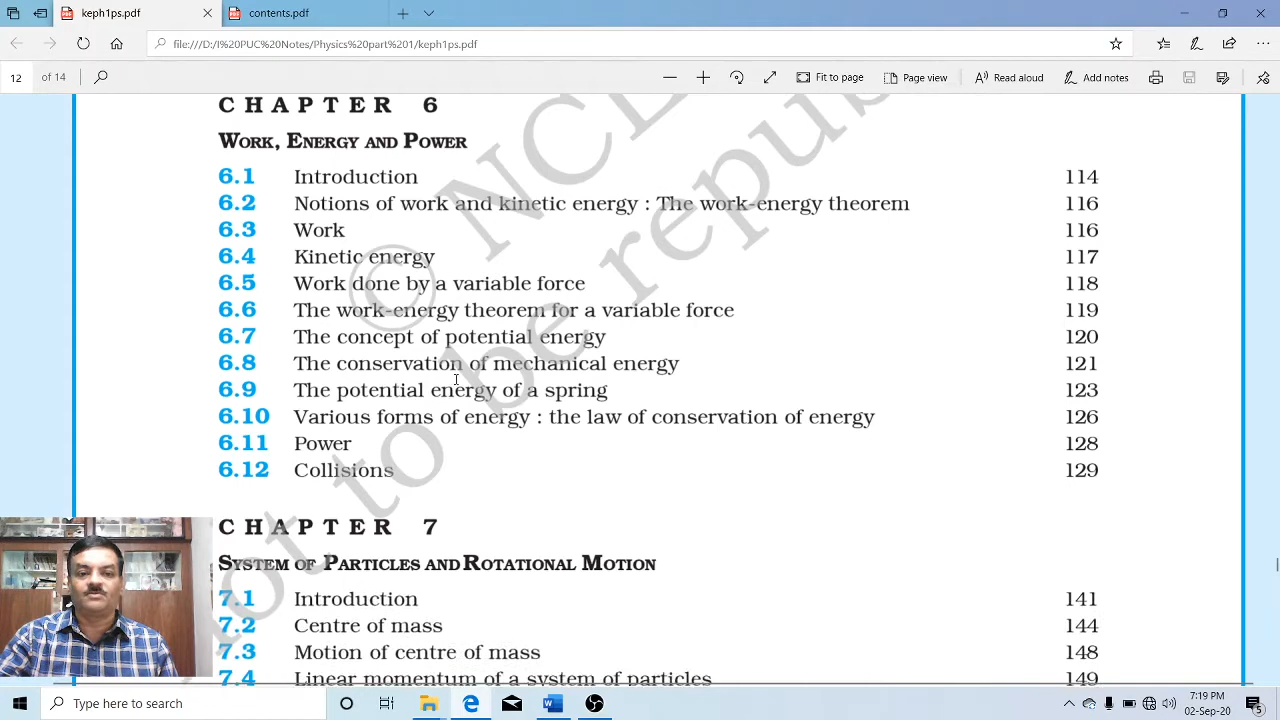 kephl
kephl
file:///D:/I%20PUC%20Notes/Physics%20part%201/keph1ps.pdf
12 of 14 Fit to page Page view Read aloud Add notes
CHAPTER 6
WORK, ENERGY AND POWER
6.1 Introduction 114
6.2 Notions of work and kinetic energy : The work-energy theorem 116
6.3 Work 116
6.4 Kinetic energy 117
6.5 Work done by a variable force 118
6.6 The work-energy theorem for a variable force 119
6.7 The concept of potential energy 120
6.8 The conservation of mechanical energy 121
6.9 The potential energy of a spring 123
6.10 Various forms of energy : the law of conservation of energy 126
6.11 Power 128
6.12 Collisions 129
CHAPTER 7
SYSTEM OF PARTICLES AND ROTATIONAL MOTION
7.1 Introduction 141
7.2 Centre of mass 144
7.3 Motion of centre of mass 148
7.4 Linear momentum of a system of particles 149
© NCE
not to be repub
Type here to search
7:19 PM
02-Sep-20
5